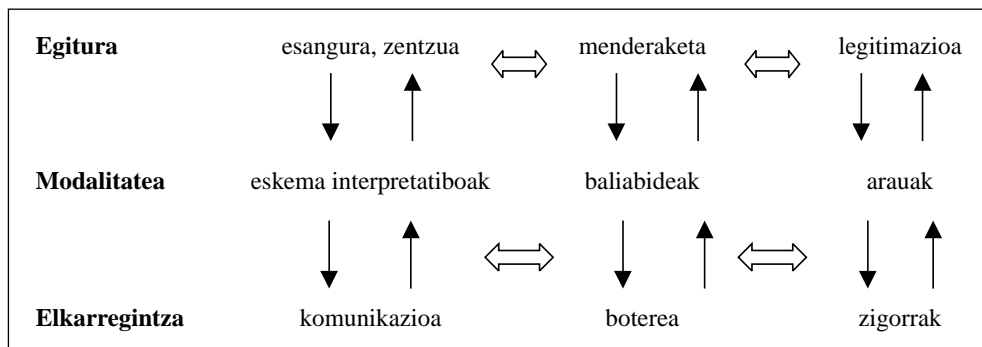 Egitura esangura, zentzua menderaketa legitimazioa
Modalitatea eskema interpretatiboak baliabideak arauak
Elkarregintza komunikazioa boterea zigorrak